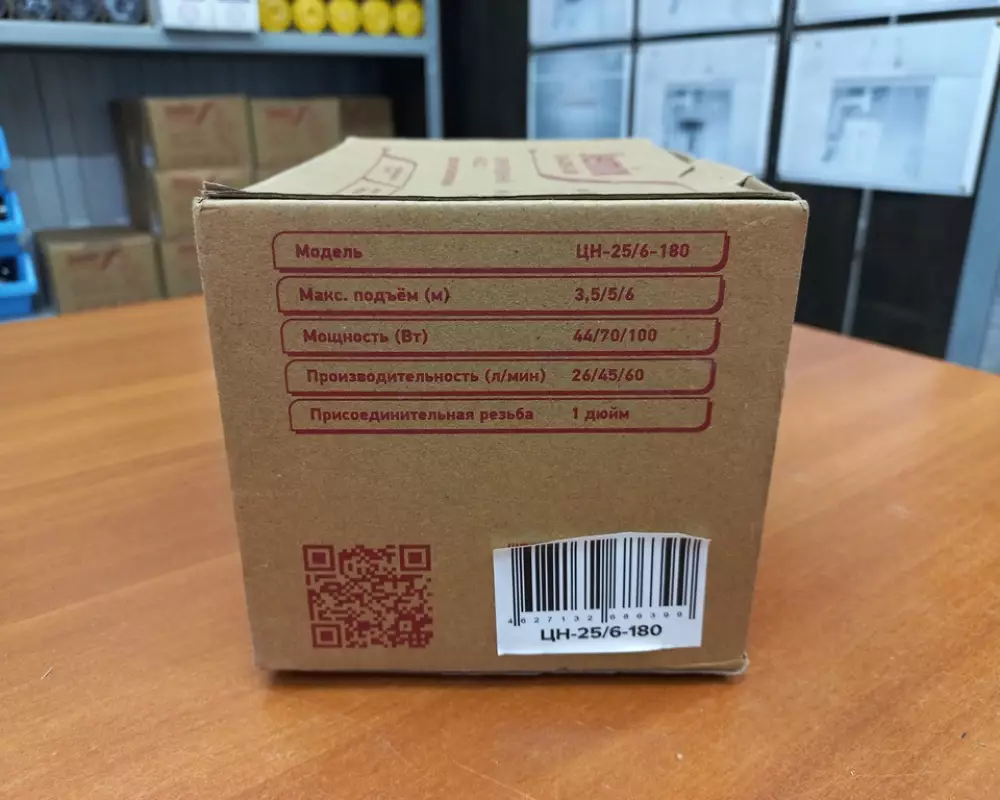 Модель ЦН-25/6-180
Макс. подъём (м) 3,5/5/6
Мощность (Вт) 44/70/100
Производительность (л/мин) 26/45/60
Присоединительная резьба 1 дюйм
4627132686399
ЦН-25/6-180